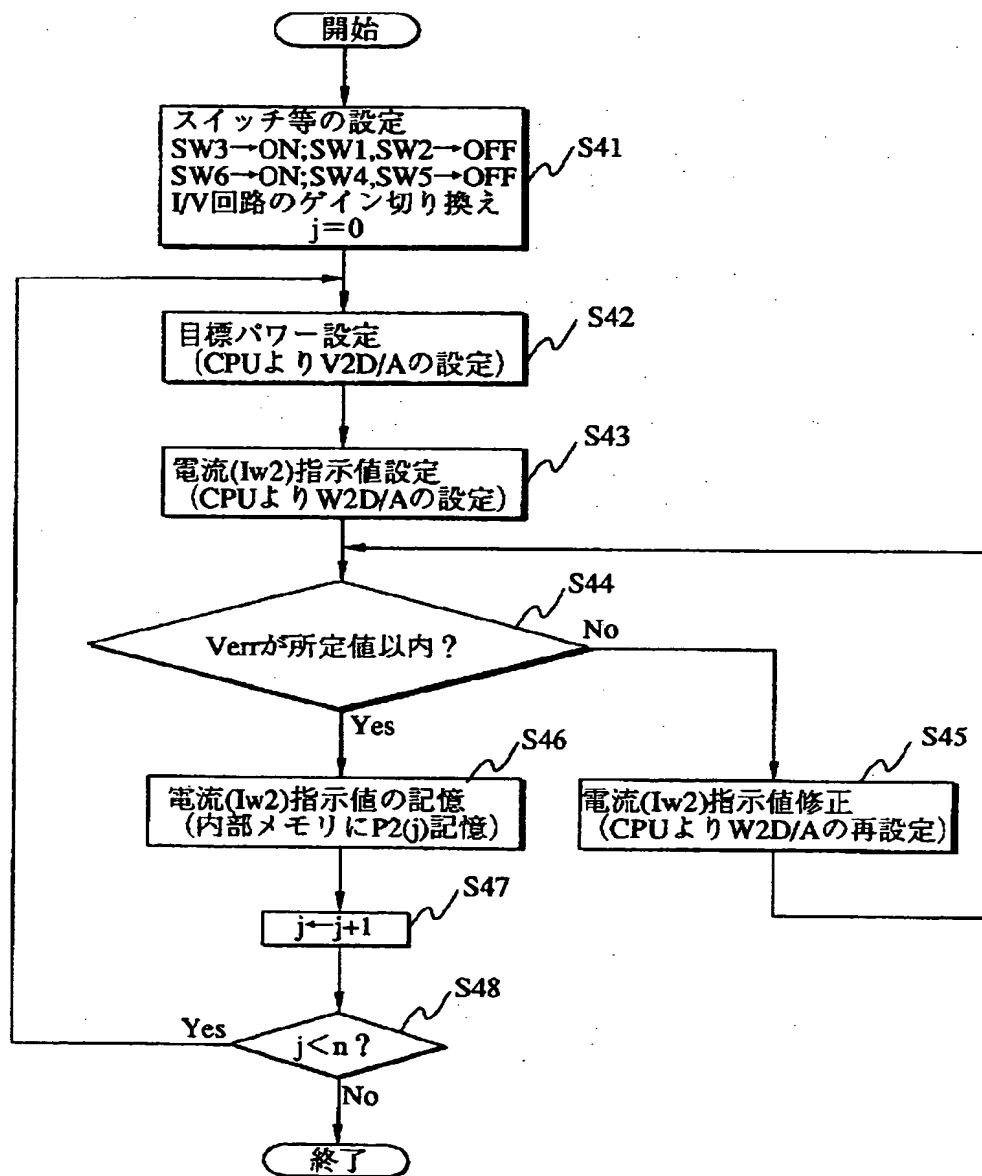 開始
スイッチ等の設定
SW3→ON;SW1,SW2→OFF
SW6→ON;SW4,SW5→OFF
I/V回路のゲイン切り換え
j=0
S41
目標パワー設定
(CPUよりV2D/Aの設定)
S42
電流(Iw2)指示値設定
(CPUよりW2D/Aの設定)
S43
Verrが所定値以内?
S44
No
Yes
電流(Iw2)指示値の記憶
(内部メモリにP2(j)記憶)
S46
電流(Iw2)指示値修正
(CPUよりW2D/Aの再設定)
S45
j←j+1
S47
j<n?
S48
Yes
No
終了